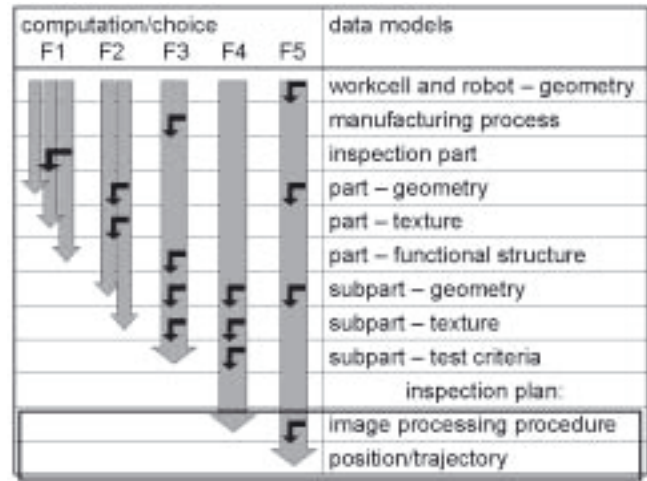 computation/choice data models
F1 F2 F3 F4 F5
workcell and robot – geometry
manufacturing process
inspection part
part – geometry
part – texture
part – functional structure
subpart – geometry
subpart – texture
subpart – test criteria
inspection plan:
image processing procedure
position/trajectory